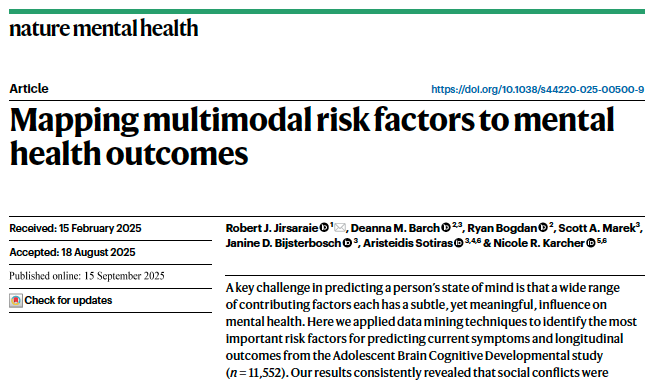 nature mental health
Article
https://doi.org/10.1038/s44220-025-00500-9
Mapping multimodal risk factors to mental
health outcomes
Received: 15 February 2025
Accepted: 18 August 2025
Published online: 15 September 2025
Check for updates
Robert J. Jirsaraie 1, Deanna M. Barch 2,3, Ryan Bogdan 2, Scott A. Marek3,
Janine D. Bijsterbosch 3, Aristeidis Sotiras 3,4,6 & Nicole R. Karcher 5,6
A key challenge in predicting a person’s state of mind is that a wide range
of contributing factors each has a subtle, yet meaningful, influence on
mental health. Here we applied data mining techniques to identify the most
important risk factors for predicting current symptoms and longitudinal
outcomes from the Adolescent Brain Cognitive Developmental study
(n = 11,552). Our results consistently revealed that social conflicts were